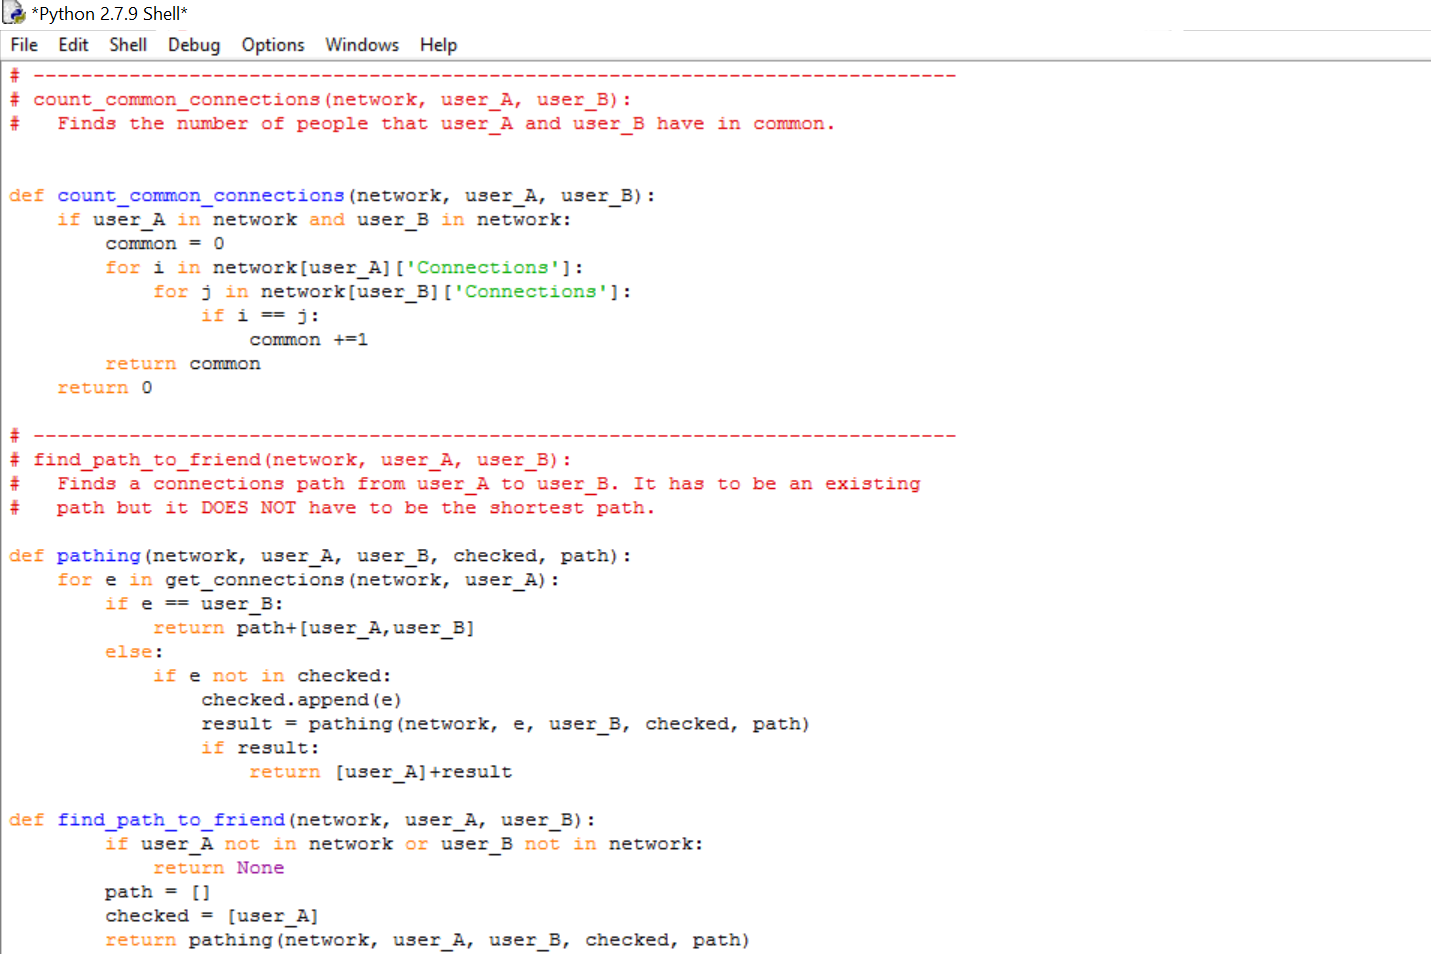 *Python 2.7.9 Shell*
File Edit Shell Debug Options Windows Help
# -----------------------------------------------------------------------------
# count_common_connections(network, user_A, user_B):
#   Finds the number of people that user_A and user_B have in common.
def count_common_connections(network, user_A, user_B):
    if user_A in network and user_B in network:
        common = 0
        for i in network[user_A]['Connections']:
            for j in network[user_B]['Connections']:
                if i == j:
                    common +=1
        return common
    return 0
# -----------------------------------------------------------------------------
# find_path_to_friend(network, user_A, user_B):
#   Finds a connections path from user_A to user_B. It has to be an existing
#   path but it DOES NOT have to be the shortest path.
def pathing(network, user_A, user_B, checked, path):
    for e in get_connections(network, user_A):
        if e == user_B:
            return path+[user_A,user_B]
        else:
            if e not in checked:
                checked.append(e)
                result = pathing(network, e, user_B, checked, path)
                if result:
                    return [user_A]+result
def find_path_to_friend(network, user_A, user_B):
        if user_A not in network or user_B not in network:
            return None
        path = []
        checked = [user_A]
        return pathing(network, user_A, user_B, checked, path)